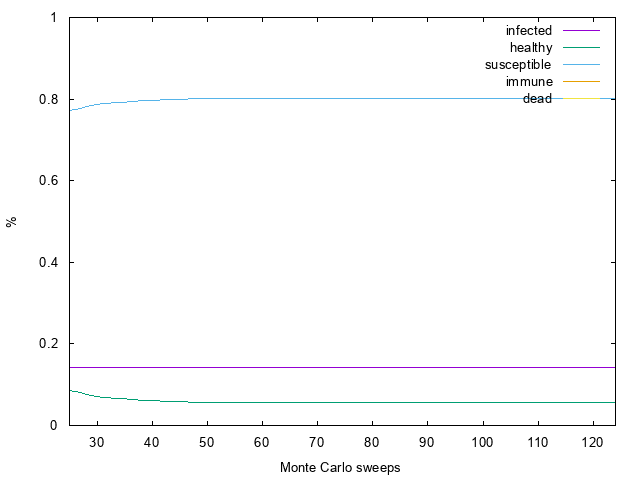 1
0.8
0.6
0.4
0.2
0
%
infected
healthy
susceptible
immune
dead
30 40 50 60 70 80 90 100 110 120
Monte Carlo sweeps